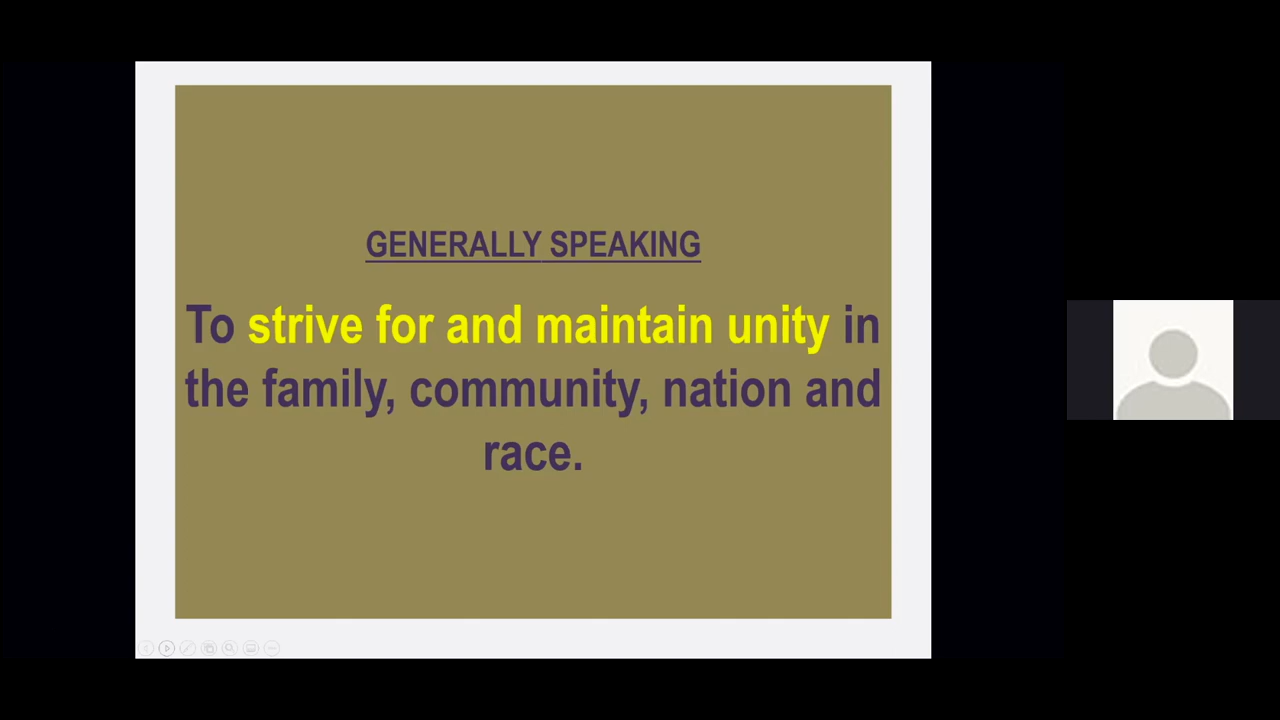 GENERALLY SPEAKING
To strive for and maintain unity in
the family, community, nation and
race.